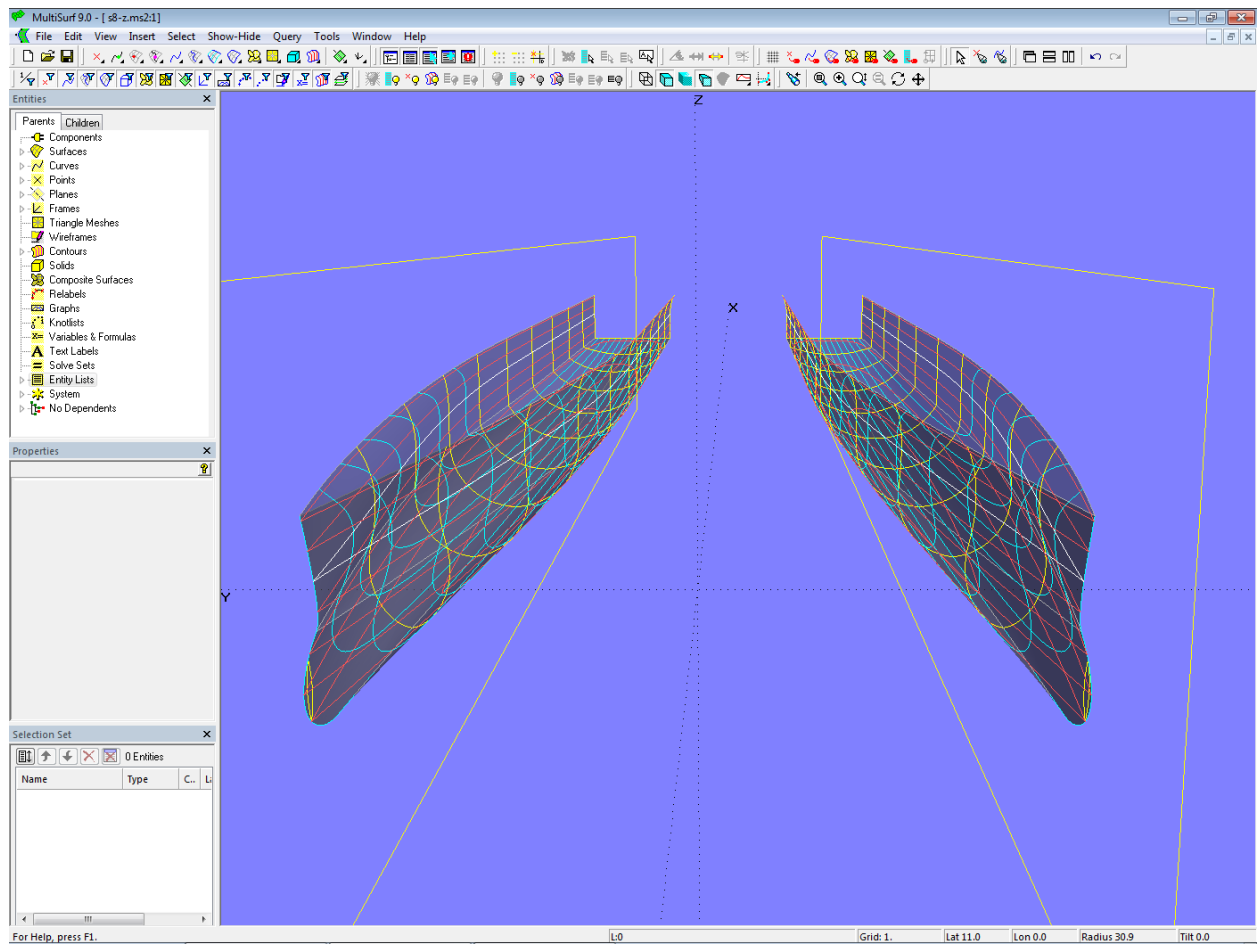 MultiSurf 9.0 - [ s8-z.ms2:1]
File Edit View Insert Select Show-Hide Query Tools Window Help
Entities
Parents Children
Components
Surfaces
Curves
Points
Planes
Frames
Triangle Meshes
Wireframes
Contours
Solids
Composite Surfaces
Relabels
Graphs
Knotlists
Variables & Formulas
Text Labels
Solve Sets
Entity Lists
System
No Dependents
Properties
Selection Set
0 Entities
Name Type C..
Z
X
Y
For Help, press F1. L:0 Grid: 1. Lat 11.0 Lon 0.0 Radius 30.9 Tilt 0.0